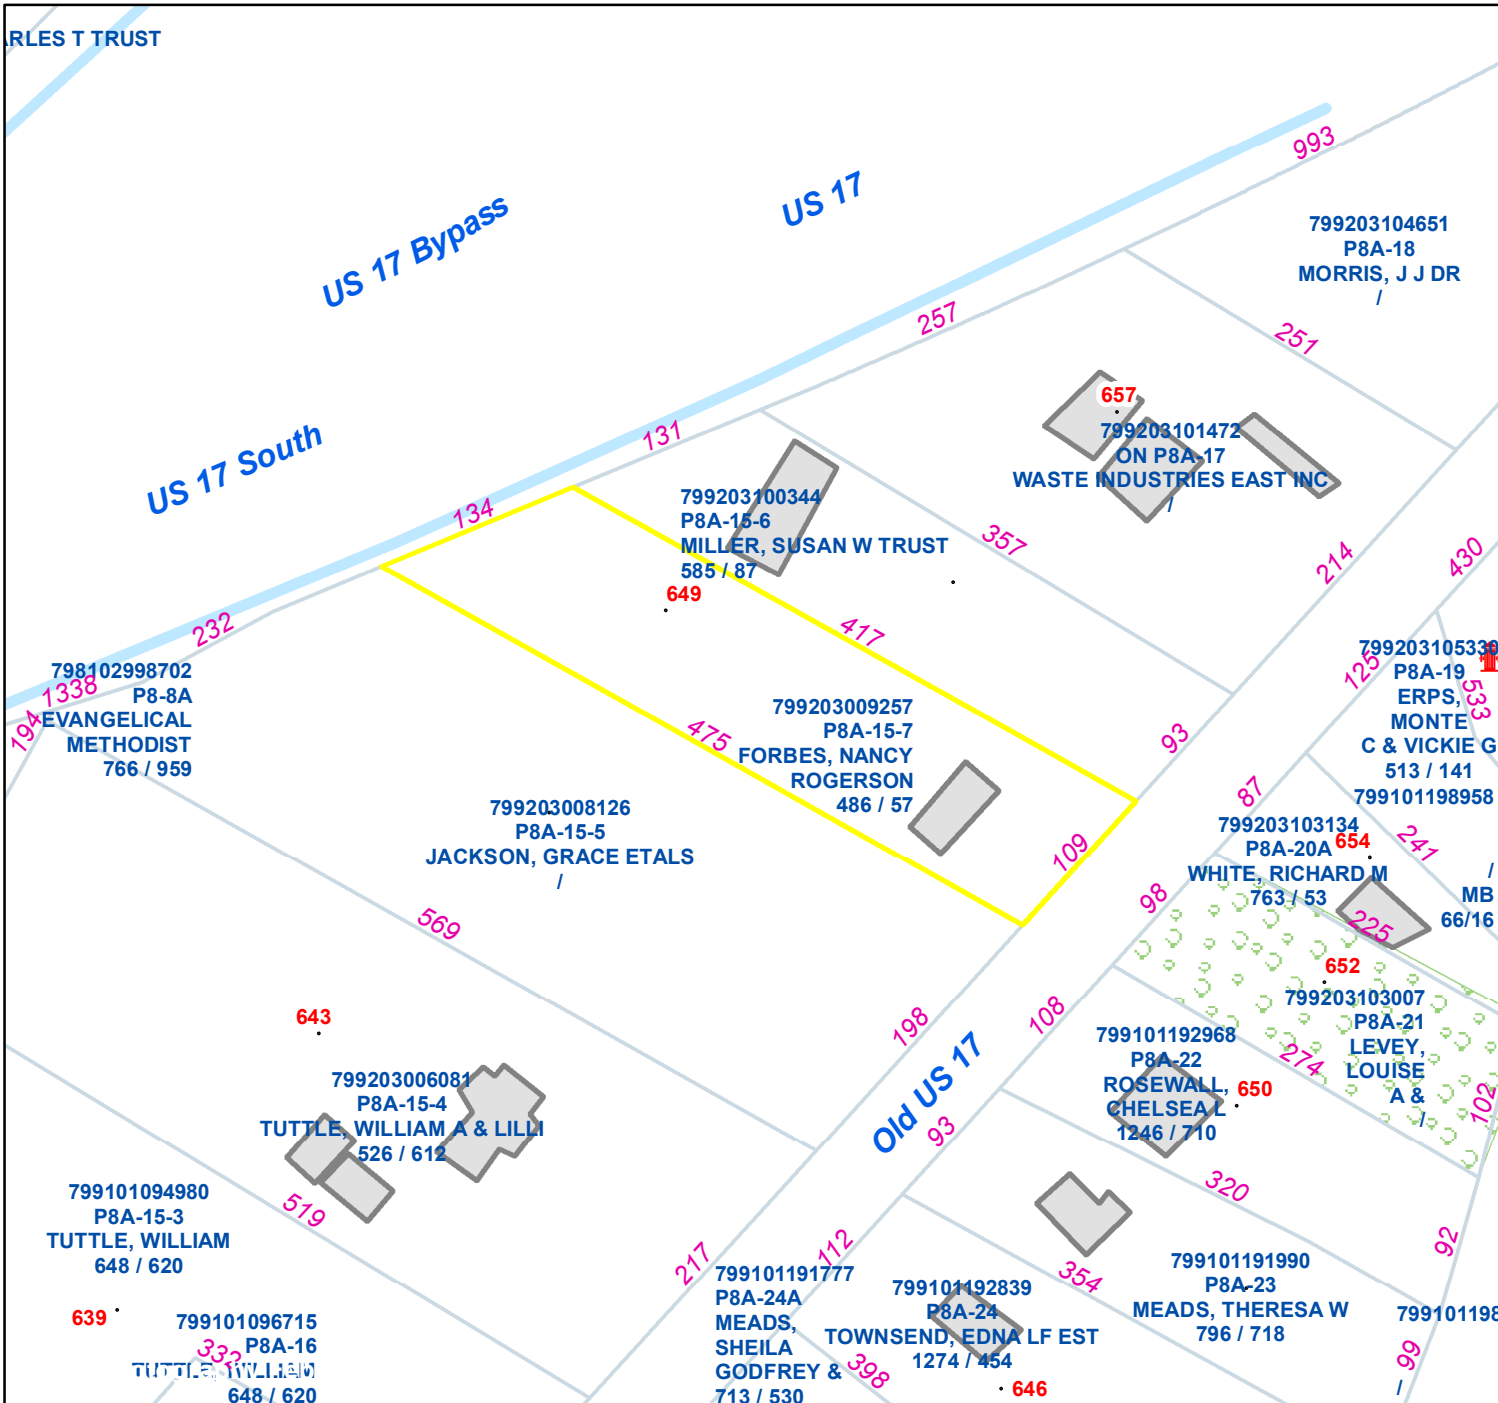 ARLES T TRUST
993
US 17
US 17 Bypass
799203104651
P8A-18
MORRIS, J J DR
/
257
251
657
799203101472
ON P8A-17
WASTE INDUSTRIES EAST INC
/
131
US 17 South
134
799203100344
P8A-15-6
MILLER, SUSAN W TRUST
585 / 87
357
214
430
649
417
232
798102998702
P8-8A
EVANGELICAL
METHODIST
766 / 959
1338
194
799203105330
P8A-19
ERPS,
MONTE
C & VICKIE G
513 / 141
125
533
475
799203009257
P8A-15-7
FORBES, NANCY
ROGERSON
486 / 57
93
87
799101198958
/
MB
66/16
799203008126
P8A-15-5
JACKSON, GRACE ETALS
/
109
799203103134
P8A-20A
WHITE, RICHARD M
763 / 53
654
241
98
225
569
652
799203103007
P8A-21
LEVEY,
LOUISE
A &
/
643
198
108
Old US 17
799101192968
P8A-22
ROSEWALL,
CHELSEA L
1246 / 710
650
274
102
799203006081
P8A-15-4
TUTTLE, WILLIAM A & LILLI
526 / 612
93
799101094980
P8A-15-3
TUTTLE, WILLIAM
648 / 620
519
320
217
112
92
799101191777
P8A-24A
MEADS,
SHEILA
GODFREY &
713 / 530
799101192839
P8A-24
TOWNSEND, EDNA LF EST
1274 / 454
354
799101191990
P8A-23
MEADS, THERESA W
796 / 718
799101198
/
99
639
799101096715
P8A-16
TUTTLE, WILLIAM
648 / 620
332
398
646